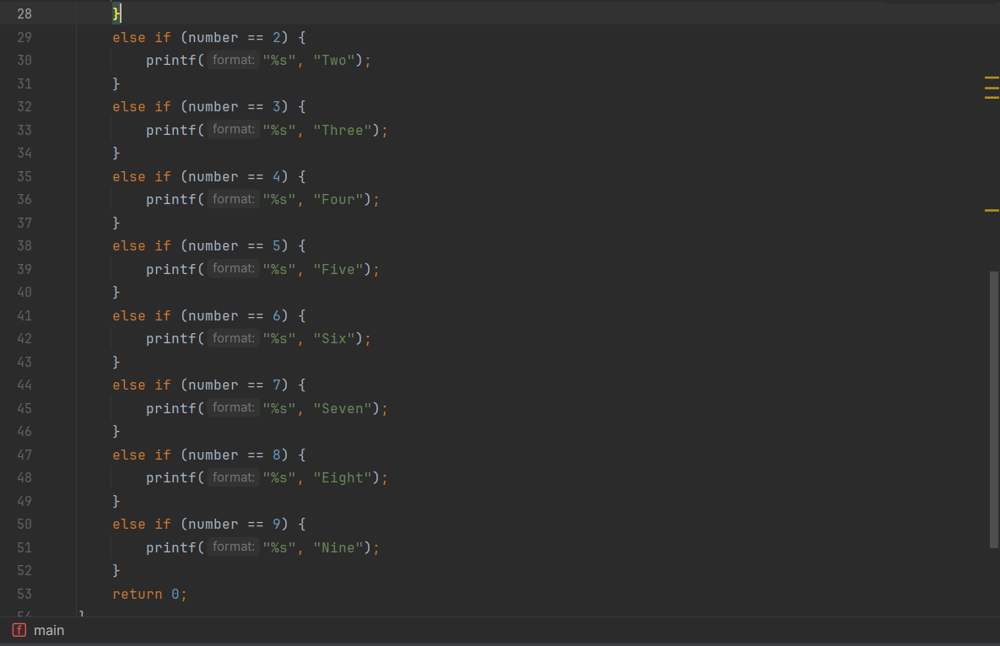 28 }
29 else if (number == 2) {
30 printf( format: "%s", "Two");
31 }
32 else if (number == 3) {
33 printf( format: "%s", "Three");
34 }
35 else if (number == 4) {
36 printf( format: "%s", "Four");
37 }
38 else if (number == 5) {
39 printf( format: "%s", "Five");
40 }
41 else if (number == 6) {
42 printf( format: "%s", "Six");
43 }
44 else if (number == 7) {
45 printf( format: "%s", "Seven");
46 }
47 else if (number == 8) {
48 printf( format: "%s", "Eight");
49 }
50 else if (number == 9) {
51 printf( format: "%s", "Nine");
52 }
53 return 0;
54 }
f main